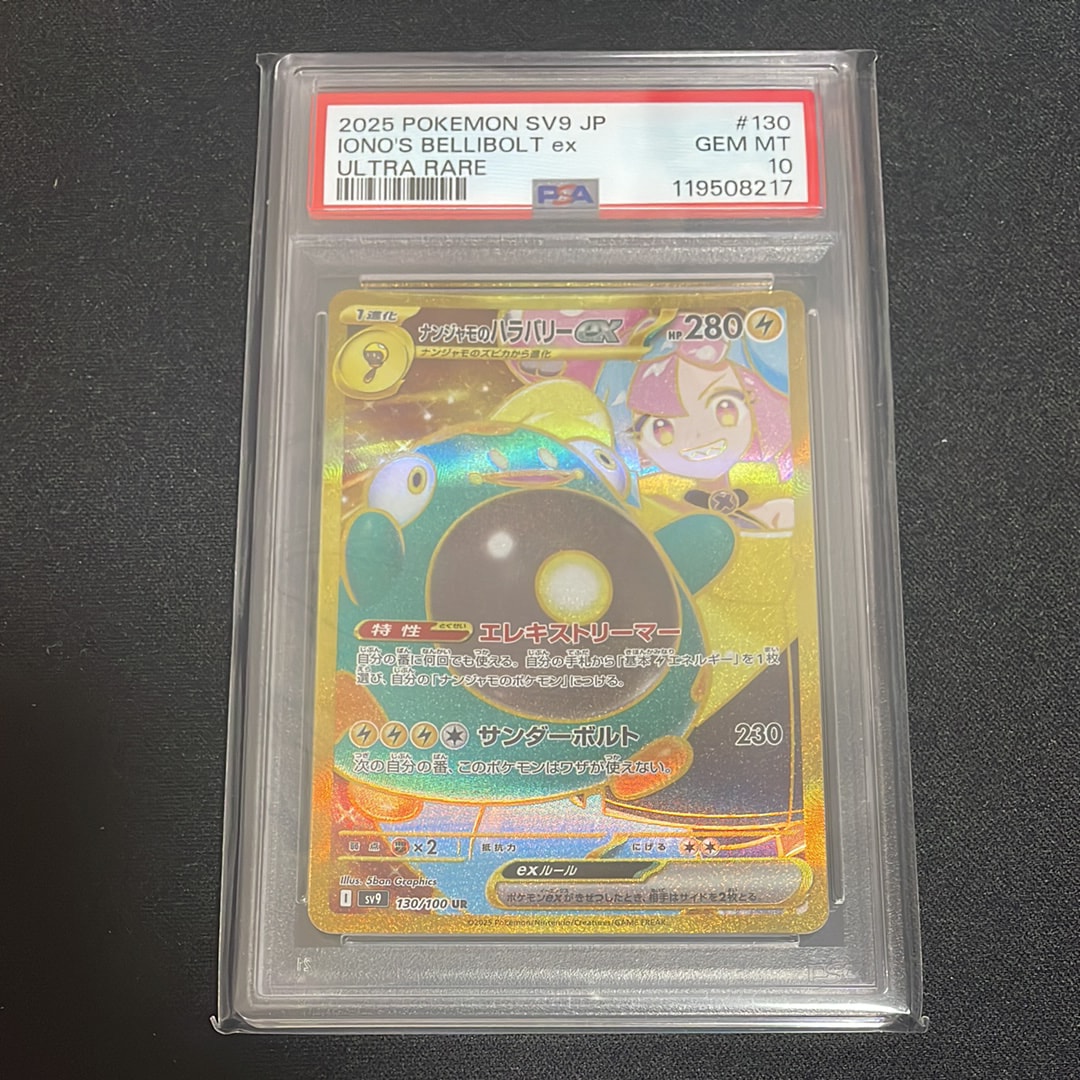 2025 POKEMON SV9 JP #130
IONO'S BELLIBOLT ex GEM MT
ULTRA RARE 10
PSA 119508217
1進化
ナンジャモのハラバリーex HP 280
ナンジャモのズピカから進化
特性 とくせい エレキストリーマー
自分の番に何回でも使える。自分の手札から「基本 エネルギー」を1枚
選び、自分の「ナンジャモのポケモン」につける。
サンダーボルト 230
次の自分の番、このポケモンはワザが使えない。
弱点 ×2 抵抗力 にげる
exルール
ポケモンexがきぜつしたとき、相手はサイドを2枚とる。
Illus. 5ban Graphics
I sv9 130/100 UR
©2025 Pokémon/Nintendo/Creatures/GAME FREAK